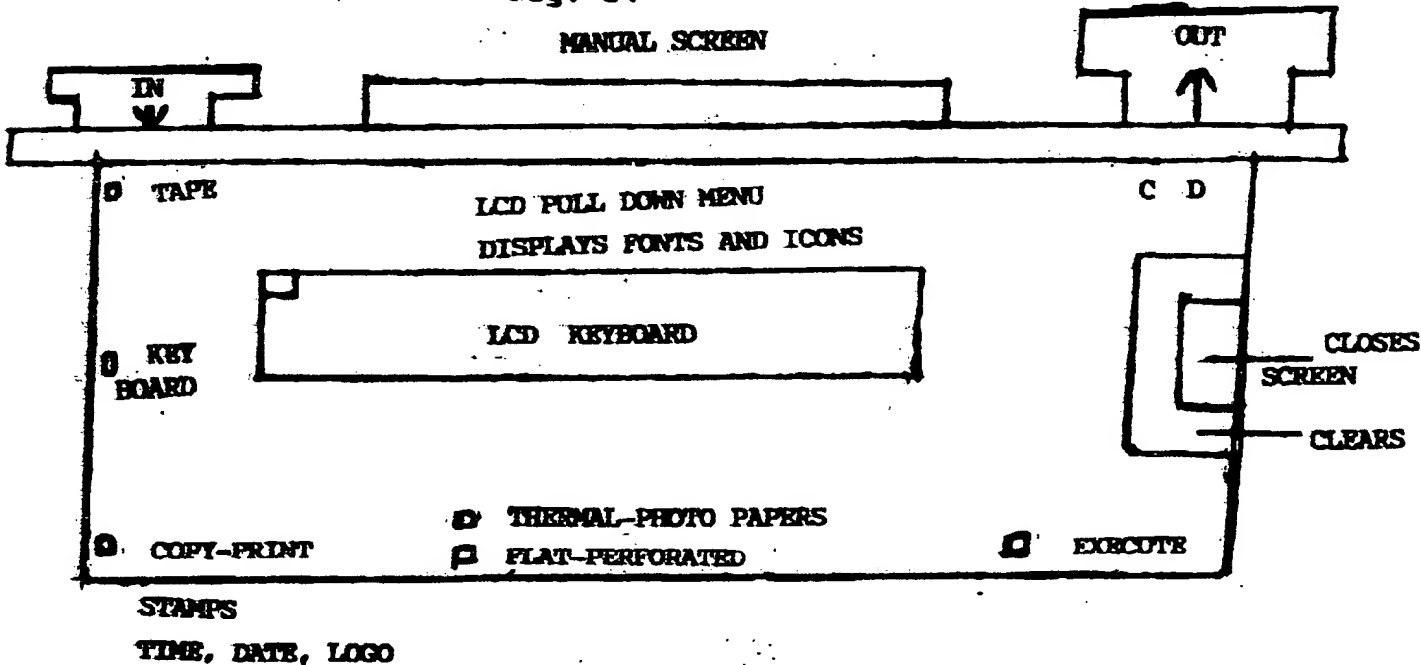 MANUAL SCREEN
OUT
IN
TAPE
C D
LCD PULL DOWN MENU
DISPLAYS FONTS AND ICONS
LCD KEYBOARD
KEY
BOARD
CLOSES
SCREEN
CLEARS
THERMAL-PHOTO PAPERS
COPY-PRINT
FLAT-PERFORATED
EXECUTE
STAMPS
TIME, DATE, LOGO